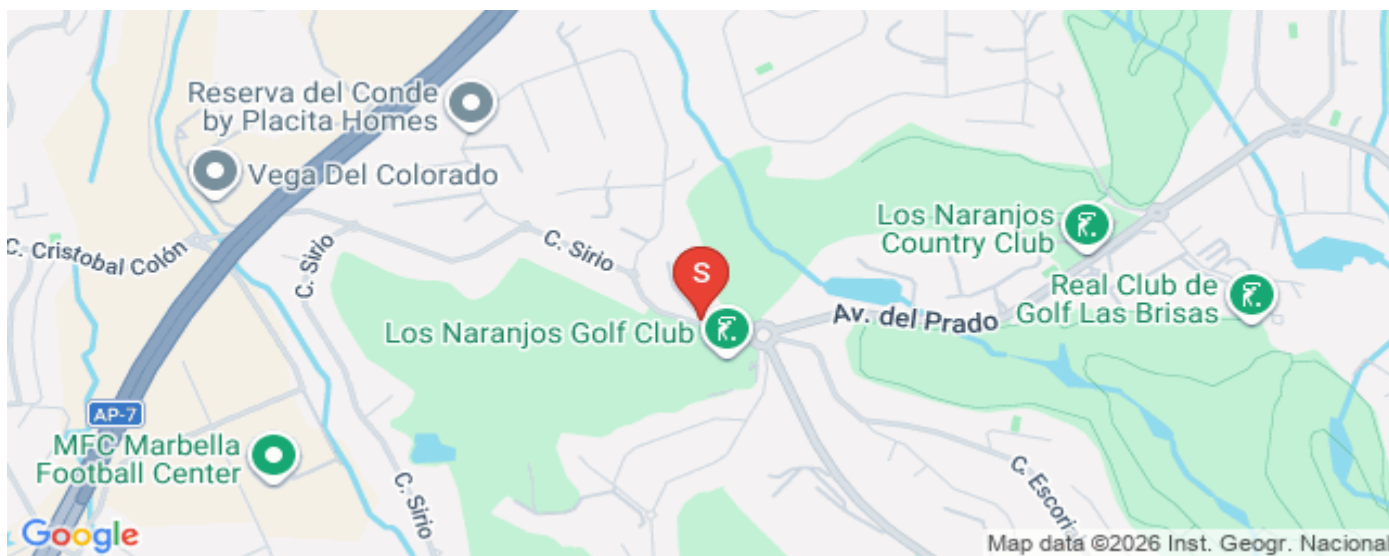 Reserva del Conde
by Placita Homes
Vega Del Colorado
C. Cristobal Colón
C. Sirio
C. Sirio
S
Los Naranjos
Country Club
Real Club de
Golf Las Brisas
Av. del Prado
Los Naranjos Golf Club
AP-7
MFC Marbella
Football Center
C. Sirio
C. Escorial
Google
Map data ©2026 Inst. Geogr. Nacional